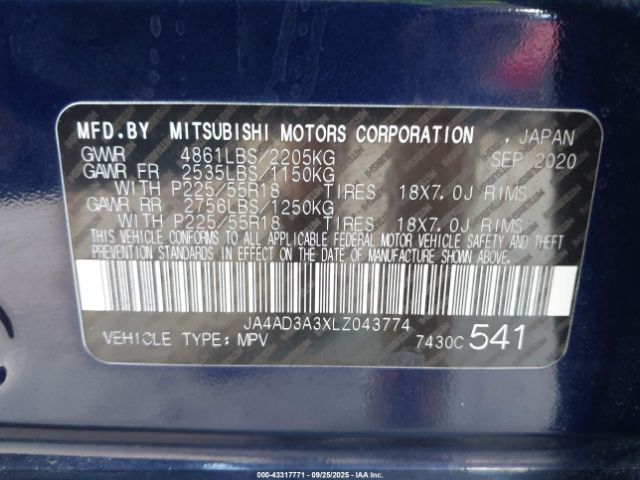 MFD.BY MITSUBISHI MOTORS CORPORATION , JAPAN
GWR 4861LBS/2205KG SEP 2020
GAWR FR 2535LBS/1150KG
WITH P225/55R18 TIRES 18X7.0J RIMS
GAWR RR 2756LBS/1250KG
WITH P225/55R18 TIRES 18X7.0J RIMS
THIS VEHICLE CONFORMS TO ALL APPLICABLE FEDERAL MOTOR VEHICLE SAFETY AND THEFT
PREVENTION STANDARDS IN EFFECT ON THE DATE OF MANUFACTURE SHOWN ABOVE.
JA4AD3A3XLZ043774
VEHICLE TYPE: MPV 7430C 541
000-43317771 - 09/25/2025 - IAA Inc.